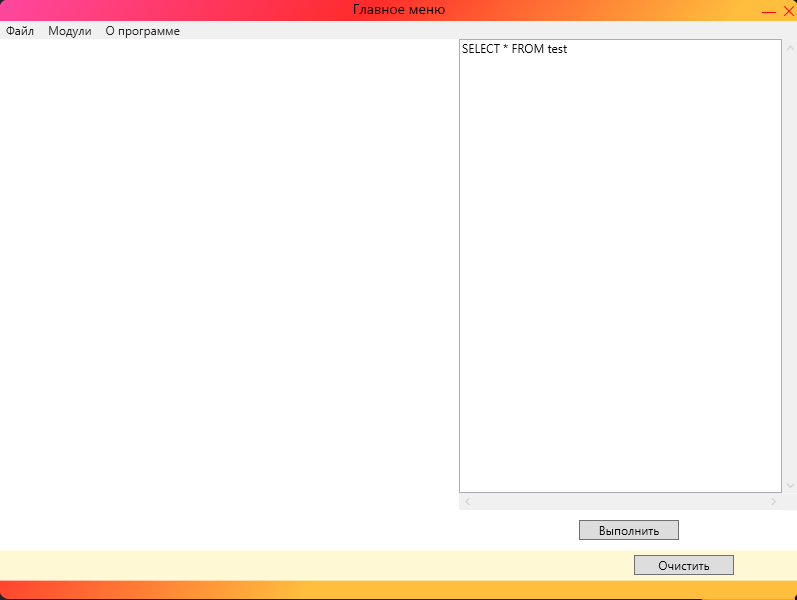 Главное меню
Файл Модули О программе
SELECT * FROM test
Выполнить
Очистить